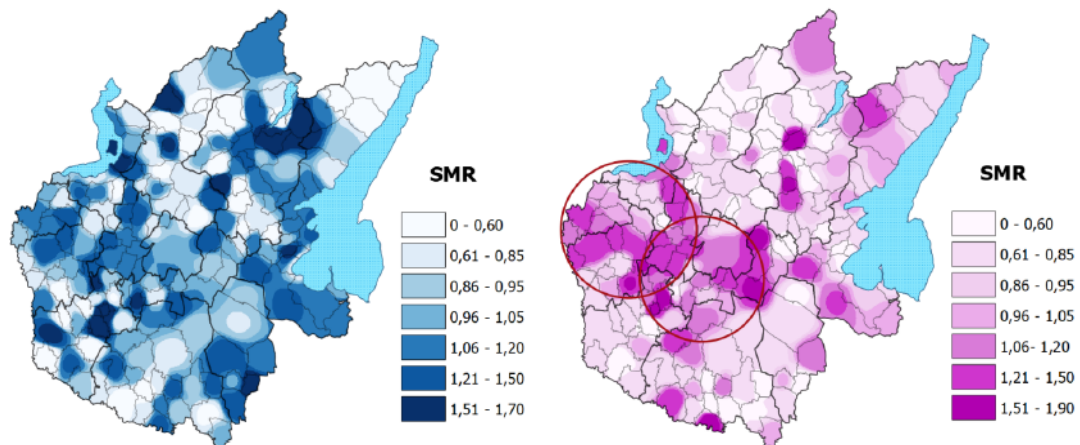 SMR
0 - 0,60
0,61 - 0,85
0,86 - 0,95
0,96 - 1,05
1,06 - 1,20
1,21 - 1,50
1,51 - 1,70
SMR
0 - 0,60
0,61 - 0,85
0,86 - 0,95
0,96 - 1,05
1,06- 1,20
1,21 - 1,50
1,51 - 1,90